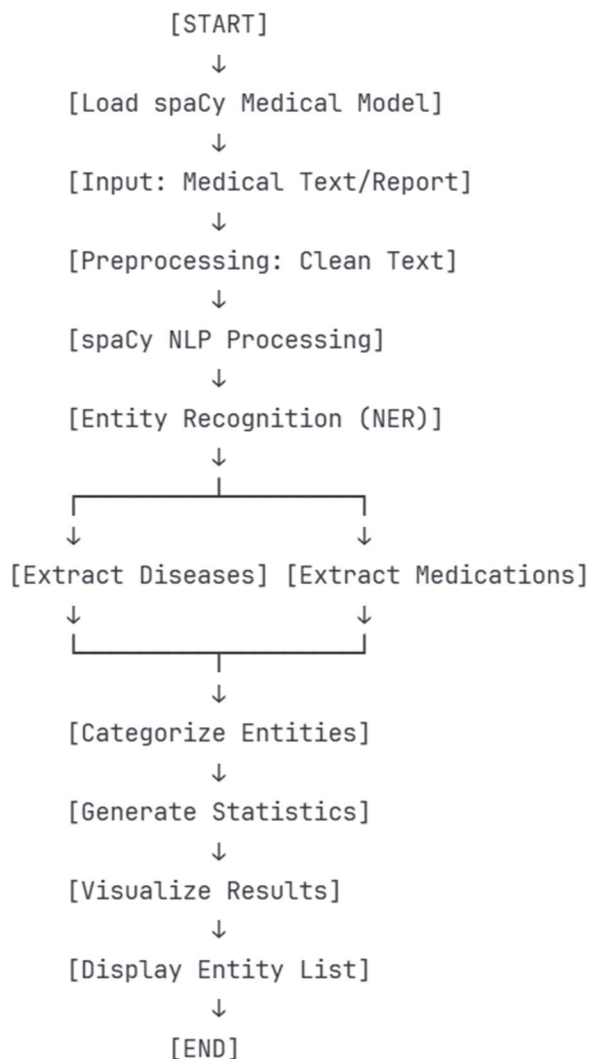 [START]
↓
[Load spaCy Medical Model]
↓
[Input: Medical Text/Report]
↓
[Preprocessing: Clean Text]
↓
[spaCy NLP Processing]
↓
[Entity Recognition (NER)]
↓
↓ ↓
[Extract Diseases] [Extract Medications]
↓ ↓
↓
[Categorize Entities]
↓
[Generate Statistics]
↓
[Visualize Results]
↓
[Display Entity List]
↓
[END]